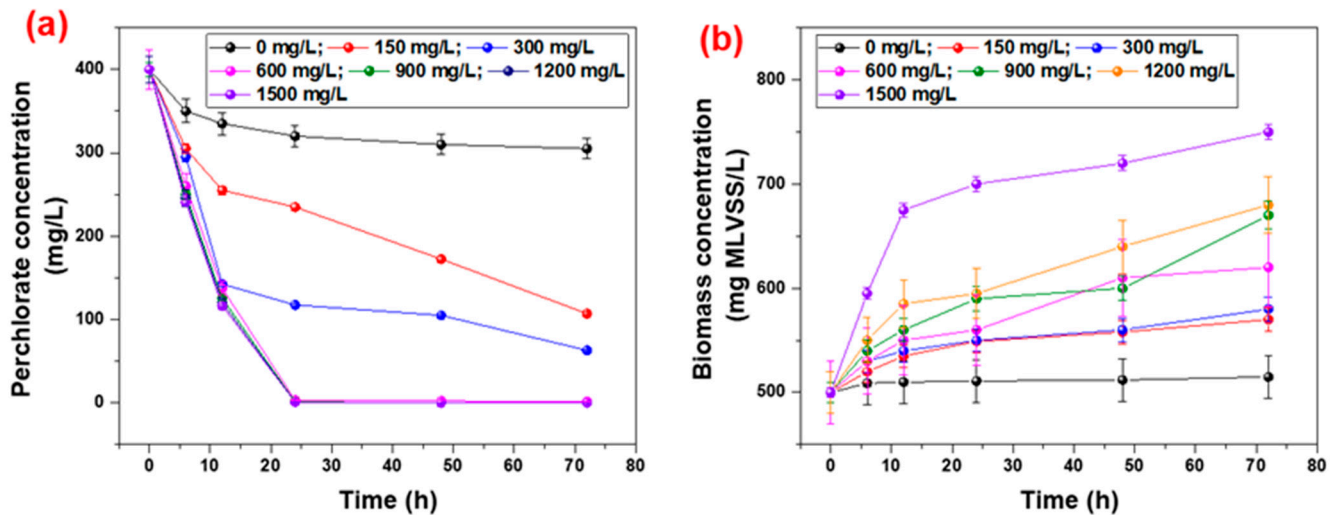 (a)
0 mg/L; 150 mg/L; 300 mg/L
600 mg/L; 900 mg/L; 1200 mg/L
1500 mg/L
400
300
200
100
0
Perchlorate concentration
(mg/L)
0 10 20 30 40 50 60 70 80
Time (h)
(b)
0 mg/L; 150 mg/L; 300 mg/L
600 mg/L; 900 mg/L; 1200 mg/L
1500 mg/L
800
700
600
500
Biomass concentration
(mg MLVSS/L)
0 10 20 30 40 50 60 70 80
Time (h)